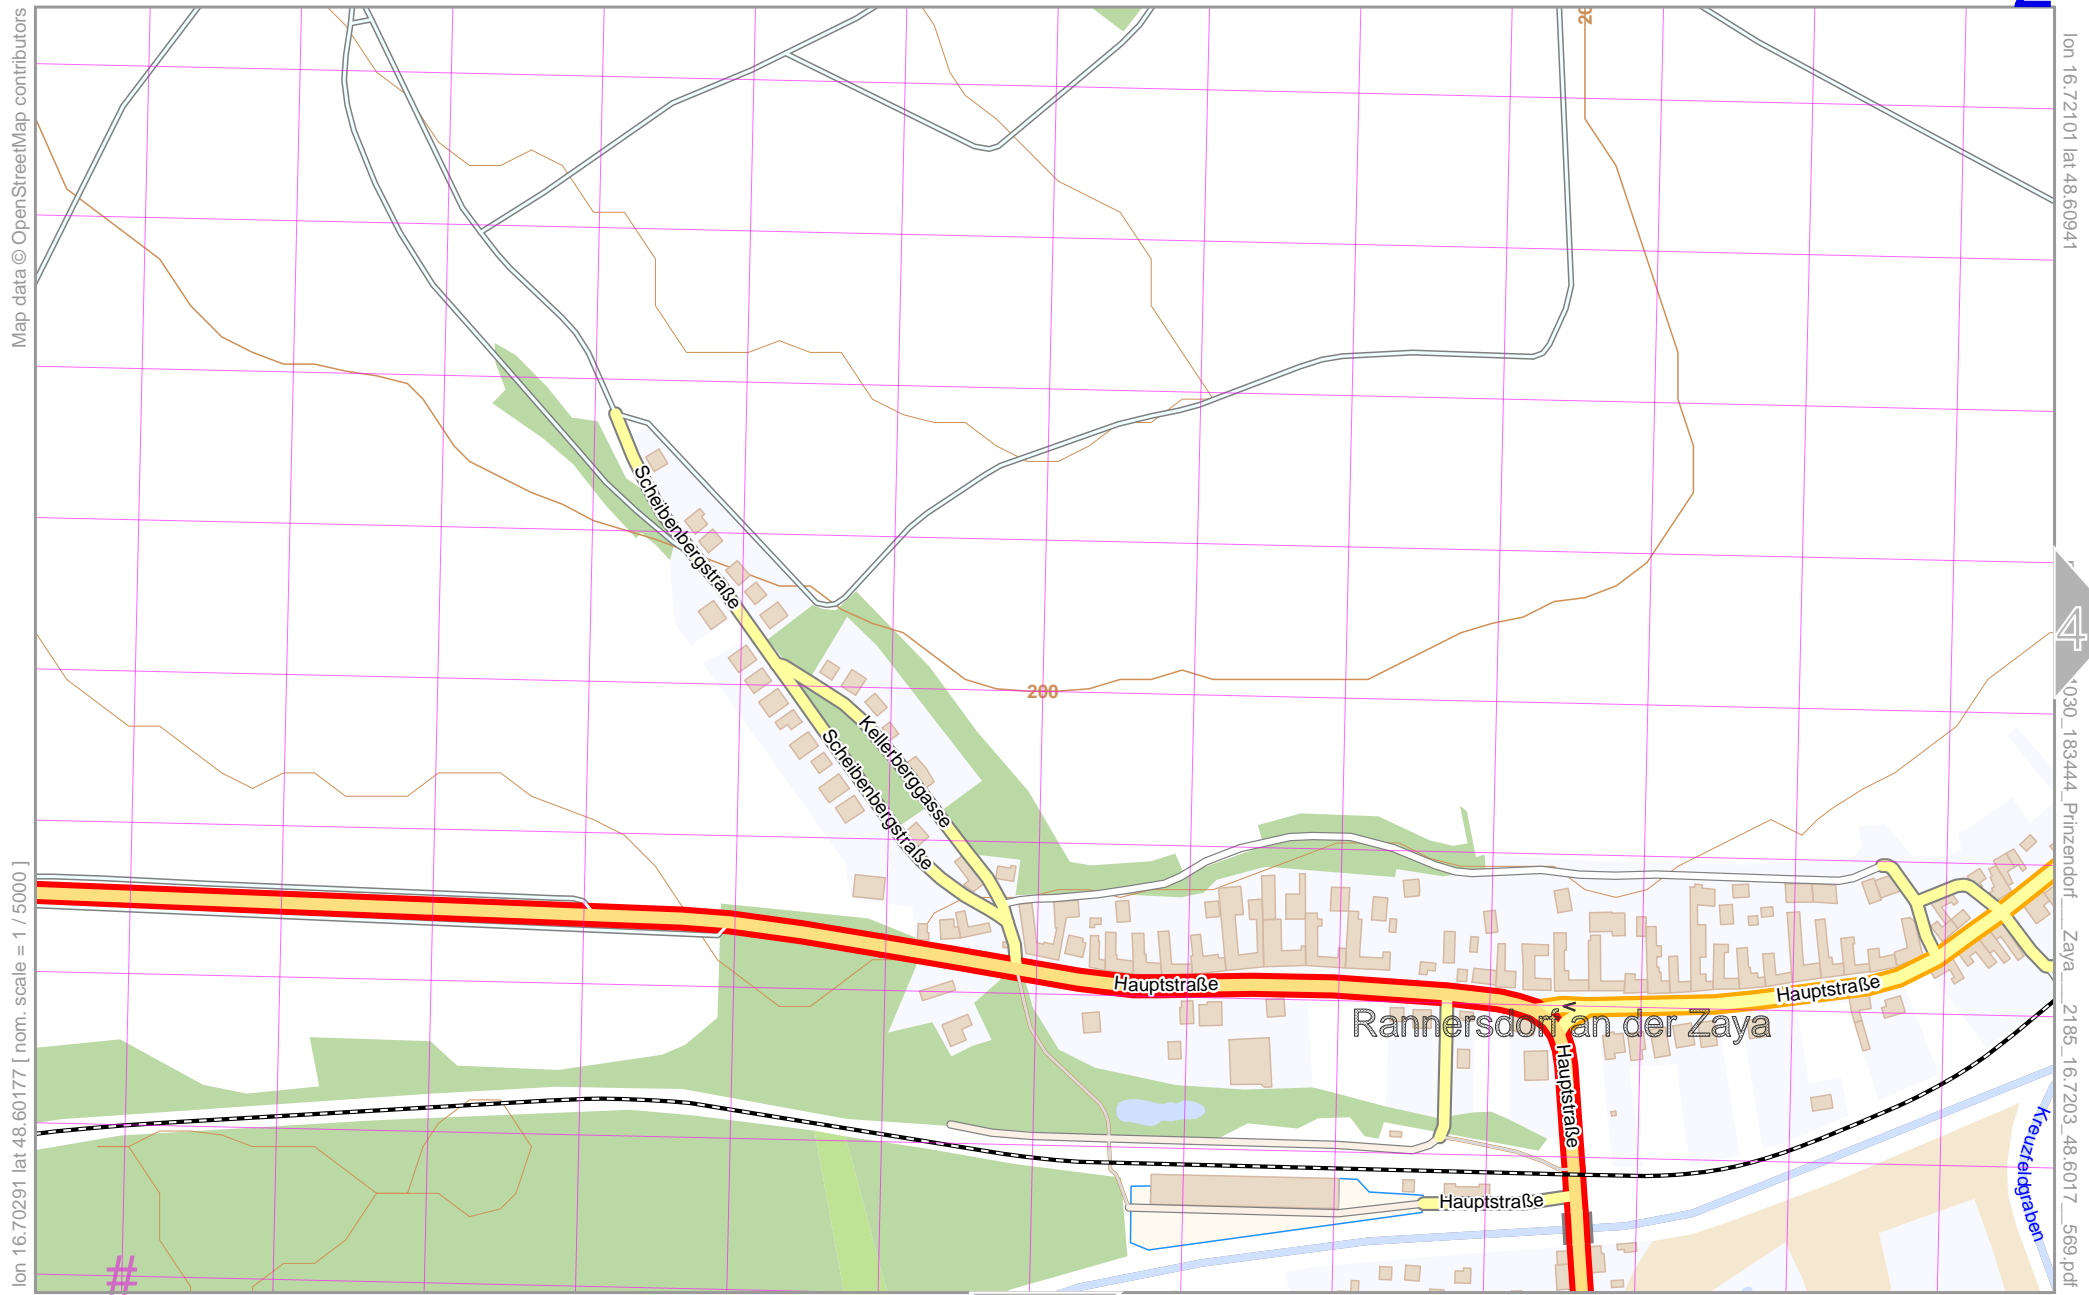 Map data © OpenStreetMap contributors
lon 16.70291 lat 48.60177 [ nom. scale = 1 / 5000 ]
lon 16.72101 lat 48.60941
1030_183444_Prinzendorf___Zaya___2185_16.7203_48.6017__569.pdf
4
200
Scheibenbergstraße
Kellerberggasse
Scheibenbergstraße
Hauptstraße
Hauptstraße
Rannersdorf an der Zaya
Hauptstraße
Hauptstraße
Kreuzfeldgraben
#